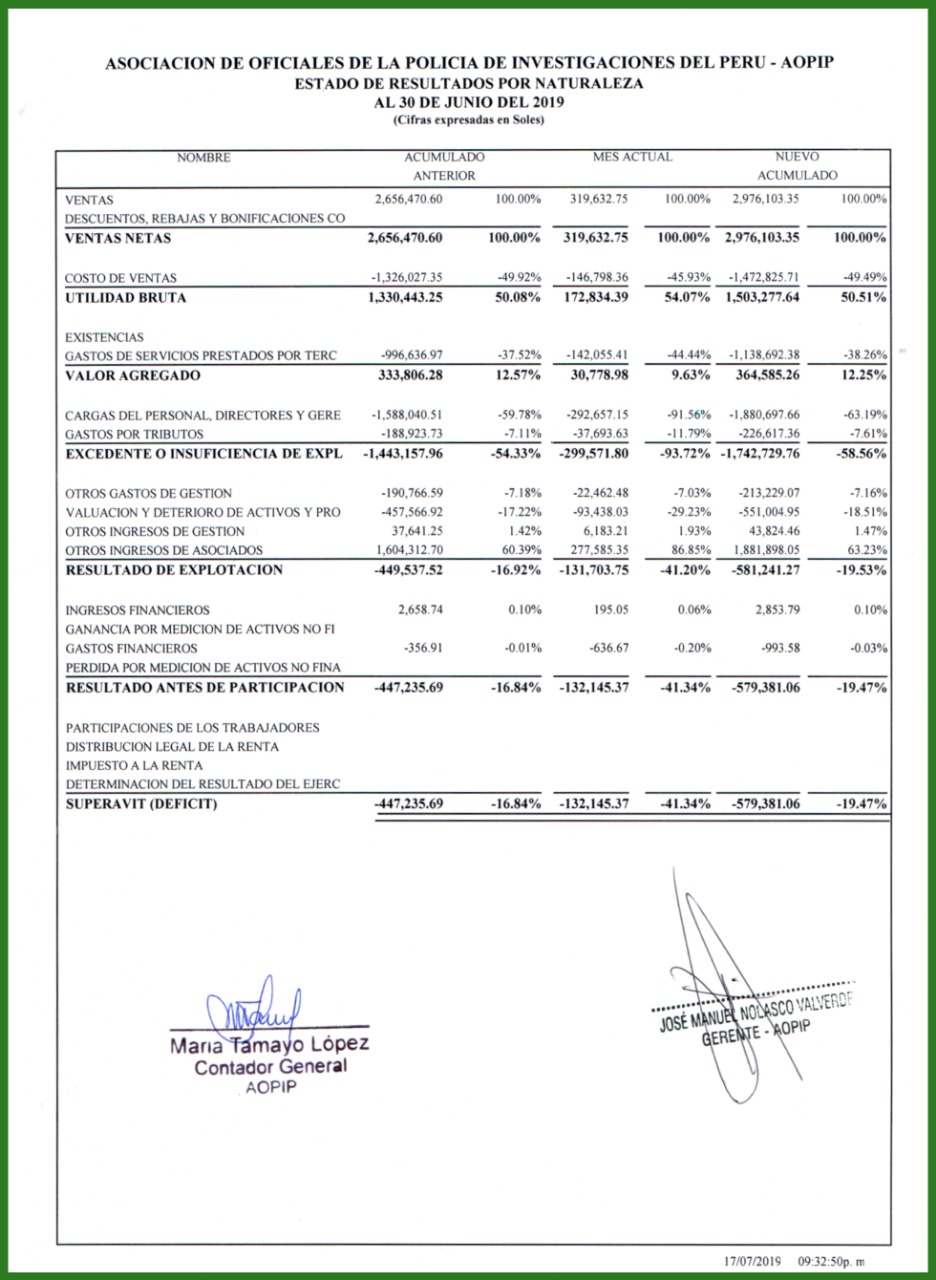 ASOCIACION DE OFICIALES DE LA POLICIA DE INVESTIGACIONES DEL PERU - AOPIP
ESTADO DE RESULTADOS POR NATURALEZA
AL 30 DE JUNIO DEL 2019
(Cifras expresadas en Soles)
NOMBRE ACUMULADO ANTERIOR MES ACTUAL NUEVO ACUMULADO
VENTAS 2,656,470.60 100.00% 319,632.75 100.00% 2,976,103.35 100.00%
DESCUENTOS, REBAJAS Y BONIFICACIONES CO
VENTAS NETAS 2,656,470.60 100.00% 319,632.75 100.00% 2,976,103.35 100.00%
COSTO DE VENTAS -1,326,027.35 -49.92% -146,798.36 -45.93% -1,472,825.71 -49.49%
UTILIDAD BRUTA 1,330,443.25 50.08% 172,834.39 54.07% 1,503,277.64 50.51%
EXISTENCIAS
GASTOS DE SERVICIOS PRESTADOS POR TERC -996,636.97 -37.52% -142,055.41 -44.44% -1,138,692.38 -38.26%
VALOR AGREGADO 333,806.28 12.57% 30,778.98 9.63% 364,585.26 12.25%
CARGAS DEL PERSONAL, DIRECTORES Y GERE -1,588,040.51 -59.78% -292,657.15 -91.56% -1,880,697.66 -63.19%
GASTOS POR TRIBUTOS -188,923.73 -7.11% -37,693.63 -11.79% -226,617.36 -7.61%
EXCEDENTE O INSUFICIENCIA DE EXPL -1,443,157.96 -54.33% -299,571.80 -93.72% -1,742,729.76 -58.56%
OTROS GASTOS DE GESTION -190,766.59 -7.18% -22,462.48 -7.03% -213,229.07 -7.16%
VALUACION Y DETERIORO DE ACTIVOS Y PRO -457,566.92 -17.22% -93,438.03 -29.23% -551,004.95 -18.51%
OTROS INGRESOS DE GESTION 37,641.25 1.42% 6,183.21 1.93% 43,824.46 1.47%
OTROS INGRESOS DE ASOCIADOS 1,604,312.70 60.39% 277,585.35 86.85% 1,881,898.05 63.23%
RESULTADO DE EXPLOTACION -449,537.52 -16.92% -131,703.75 -41.20% -581,241.27 -19.53%
INGRESOS FINANCIEROS 2,658.74 0.10% 195.05 0.06% 2,853.79 0.10%
GANANCIA POR MEDICION DE ACTIVOS NO FI
GASTOS FINANCIEROS -356.91 -0.01% -636.67 -0.20% -993.58 -0.03%
PERDIDA POR MEDICION DE ACTIVOS NO FINA
RESULTADO ANTES DE PARTICIPACION -447,235.69 -16.84% -132,145.37 -41.34% -579,381.06 -19.47%
PARTICIPACIONES DE LOS TRABAJADORES
DISTRIBUCION LEGAL DE LA RENTA
IMPUESTO A LA RENTA
DETERMINACION DEL RESULTADO DEL EJERC
SUPERAVIT (DEFICIT) -447,235.69 -16.84% -132,145.37 -41.34% -579,381.06 -19.47%
Maria Tamayo López
Contador General
AOPIP
JOSÉ MANUEL NOLASCO VALVERDE
GERENTE - AOPIP
17/07/2019 09:32:50p. m